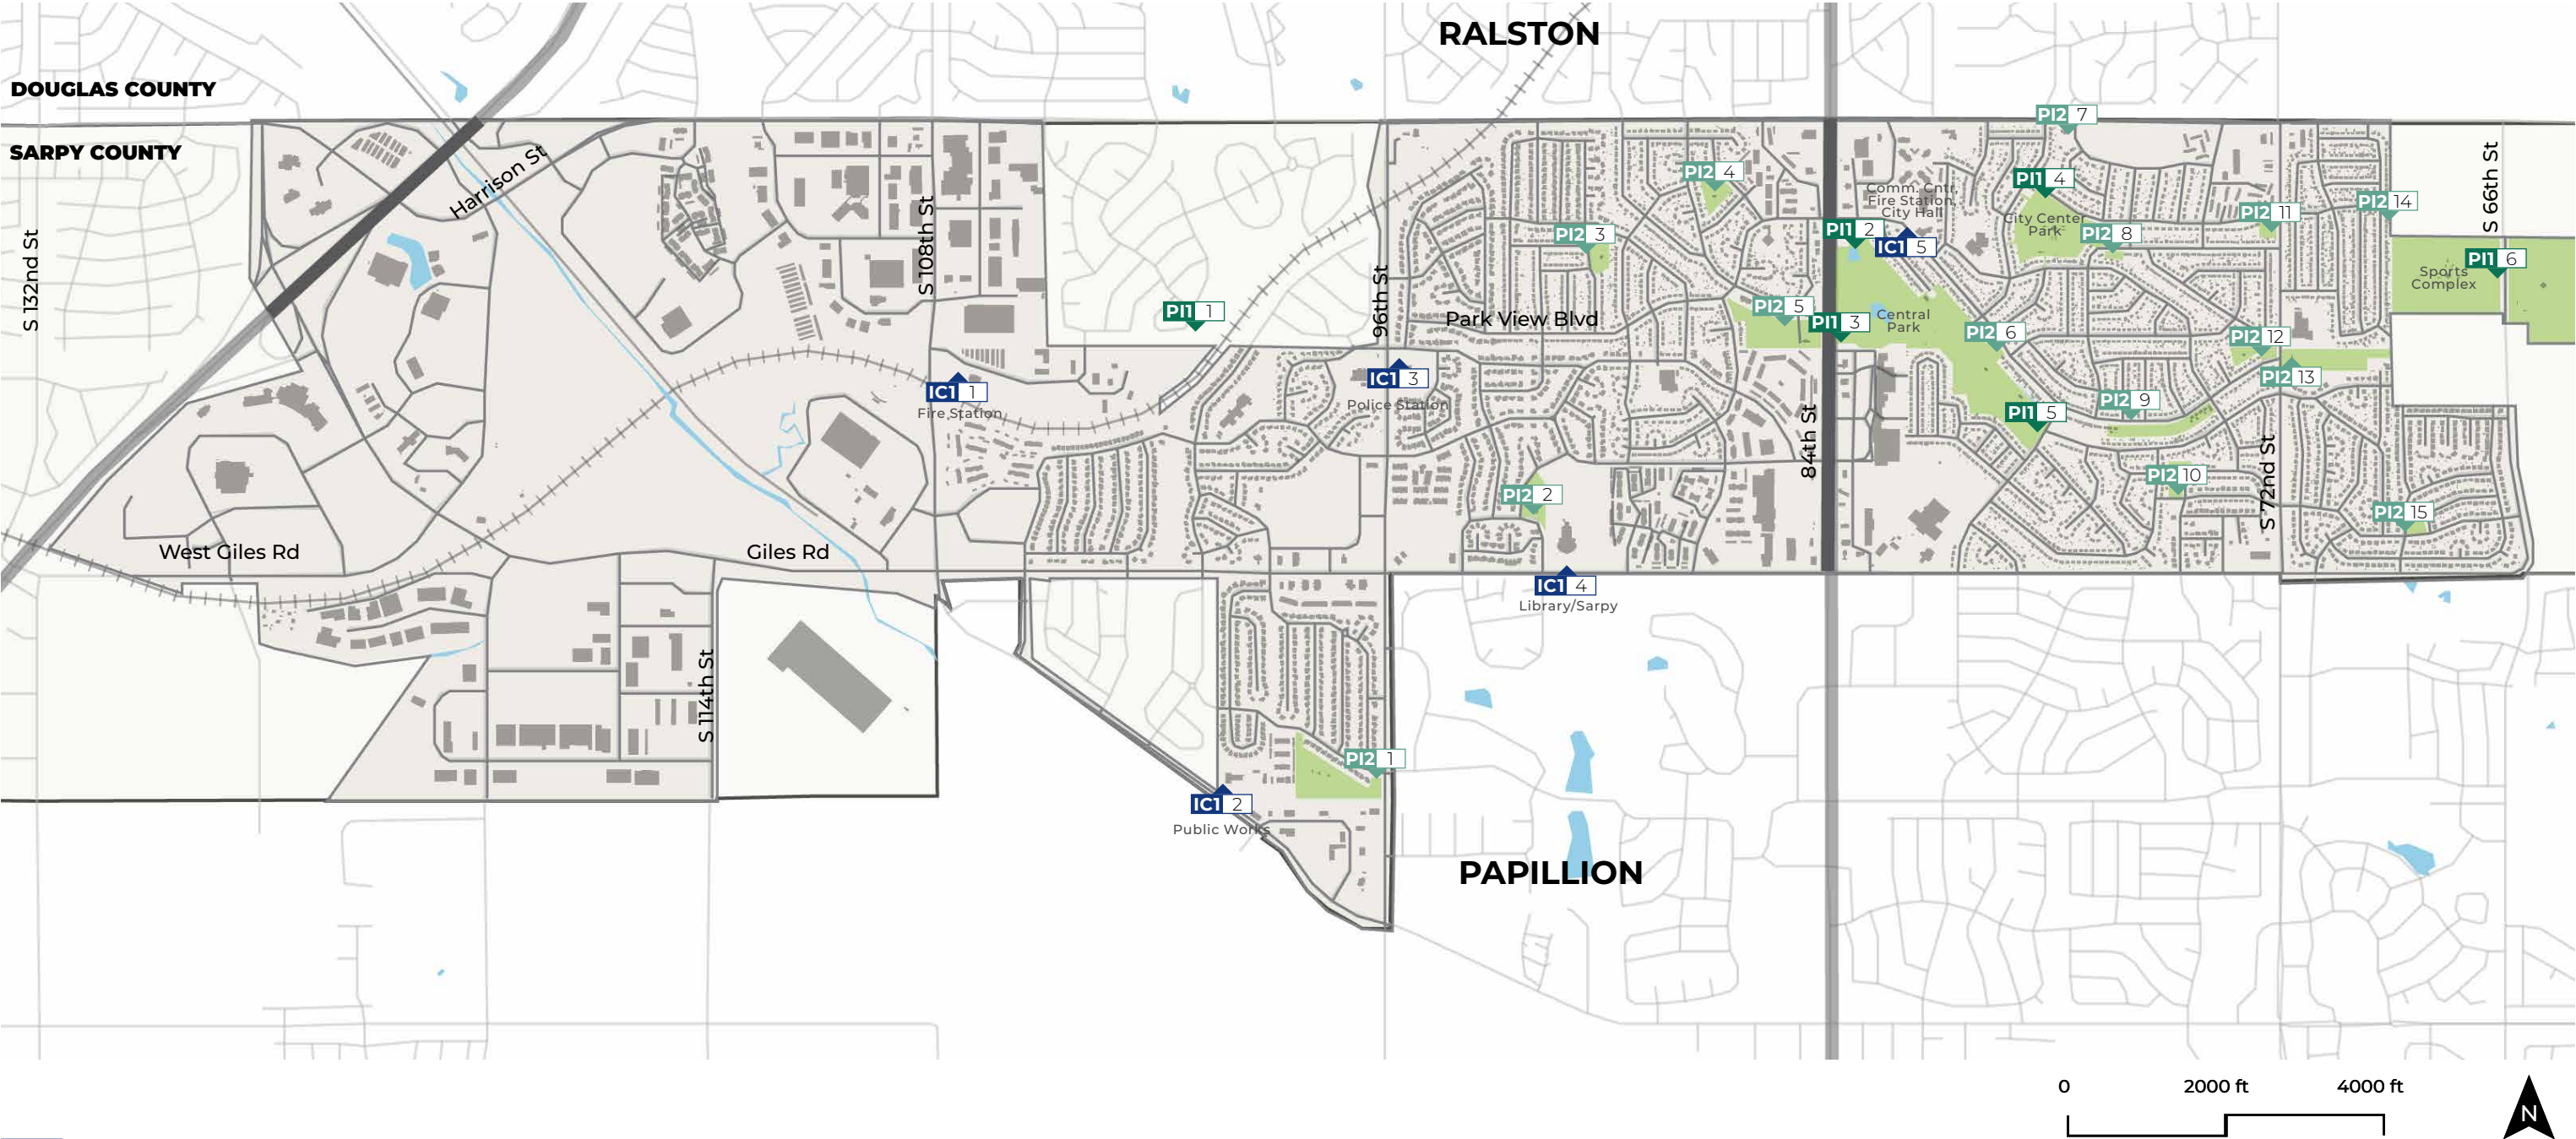 RALSTON
DOUGLAS COUNTY
SARPY COUNTY
PI2 7
Harrison St
S 66th St
PI2 4
PI1 4
Comm. Cntr,
Fire Station,
City Hall
PI2 14
PI2 11
City Center
Park
S 132nd St
S 108th St
PI2 3
PI1 2
IC1 5
PI2 8
PI1 6
Sports
Complex
96th St
PI1 1
PI2 5
Park View Blvd
PI1 3
Central
Park
PI2 6
PI2 12
PI2 13
IC1 1
Fire Station
IC1 3
Police Station
84th St
PI1 5
PI2 9
S 72nd St
PI2 10
PI2 2
PI2 15
West Giles Rd
Giles Rd
IC1 4
Library/Sarpy
S 114th St
PI2 1
IC1 2
Public Works
PAPILLION
0
2000 ft
4000 ft
N